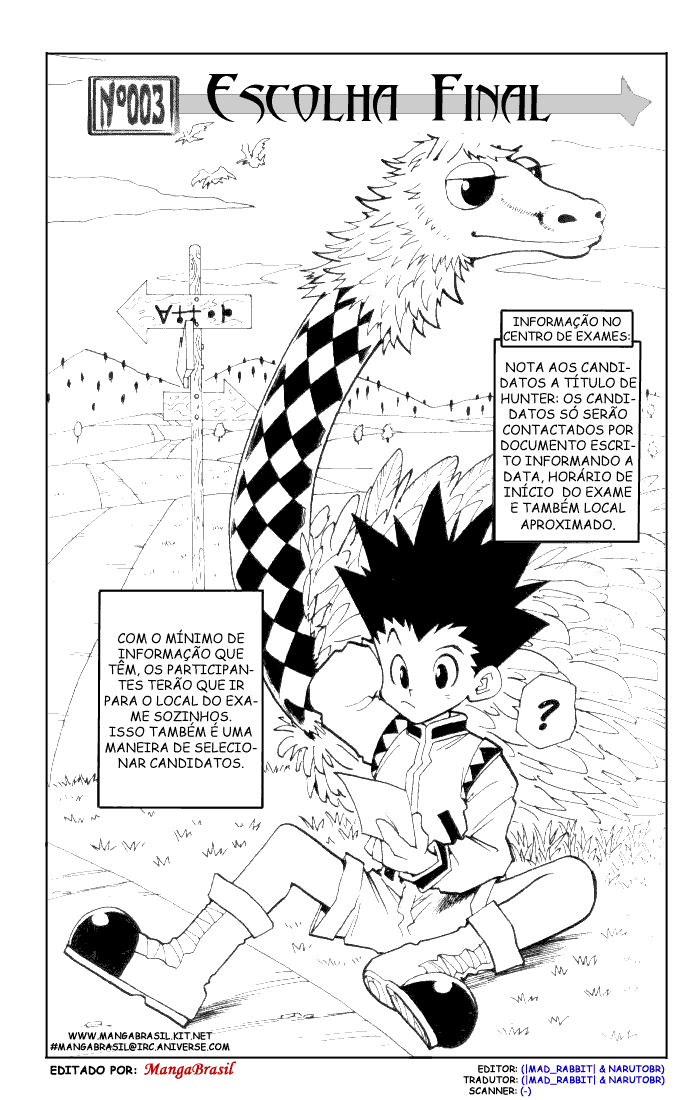 Nº003
ESCOLHA FINAL
INFORMAÇÃO NO
CENTRO DE EXAMES:
NOTA AOS CANDI-
DATOS A TÍTULO DE
HUNTER: OS CANDI-
DATOS SÓ SERÃO
CONTACTADOS POR
DOCUMENTO ESCRI-
TO INFORMANDO A
DATA, HORÁRIO DE
INÍCIO DO EXAME
E TAMBÉM LOCAL
APROXIMADO.
COM O MÍNIMO DE
INFORMAÇÃO QUE
TÊM, OS PARTICIPAN-
TES TERÃO QUE IR
PARA O LOCAL DO EXA-
ME SOZINHOS.
ISSO TAMBÉM É UMA
MANEIRA DE SELECIO-
NAR CANDIDATOS.
?
WWW.MANGABRASIL.KIT.NET
#MANGABRASIL@IRC.ANIVERSE.COM
EDITADO POR: MangaBrasil
EDITOR: (|MAD_RABBIT| & NARUTOBR)
TRADUTOR: (|MAD_RABBIT| & NARUTOBR)
SCANNER: (-)